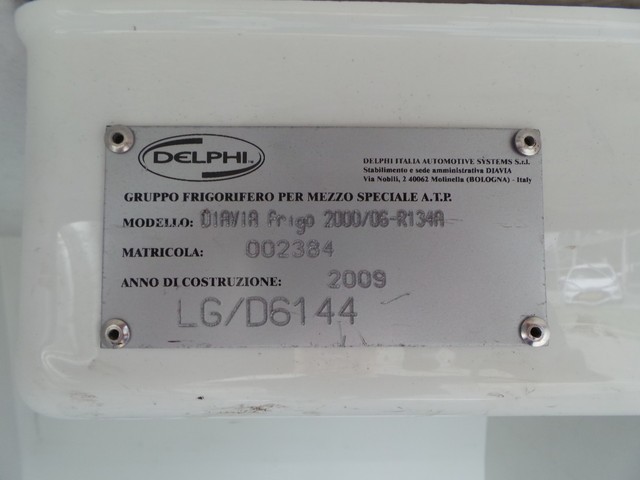 DELPHI
DELPHI ITALIA AUTOMOTIVE SYSTEMS S.r.l.
Stabilimento e sede amministrativa DIAVIA
Via Nobili, 2 40062 Molinella (BOLOGNA) - Italy
GRUPPO FRIGORIFERO PER MEZZO SPECIALE A.T.P.
MODELLO: DIAVIA Frigo 2000/06-R134A
MATRICOLA: 002384
ANNO DI COSTRUZIONE: 2009
LG/D6144